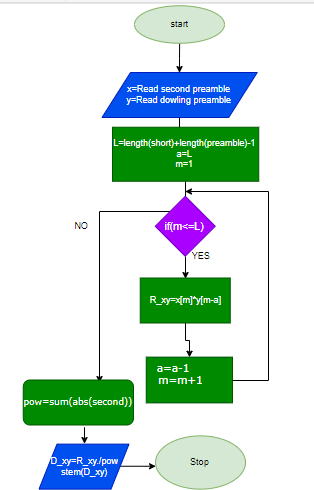 start
x=Read second preamble
y=Read dowling preamble
L=length(short)+length(preamble)-1
a=L
m=1
if(m<=L)
NO
YES
R_xy=x[m]*y[m-a]
a=a-1
m=m+1
pow=sum(abs(second))
D_xy=R_xy./pow
stem(D_xy)
Stop